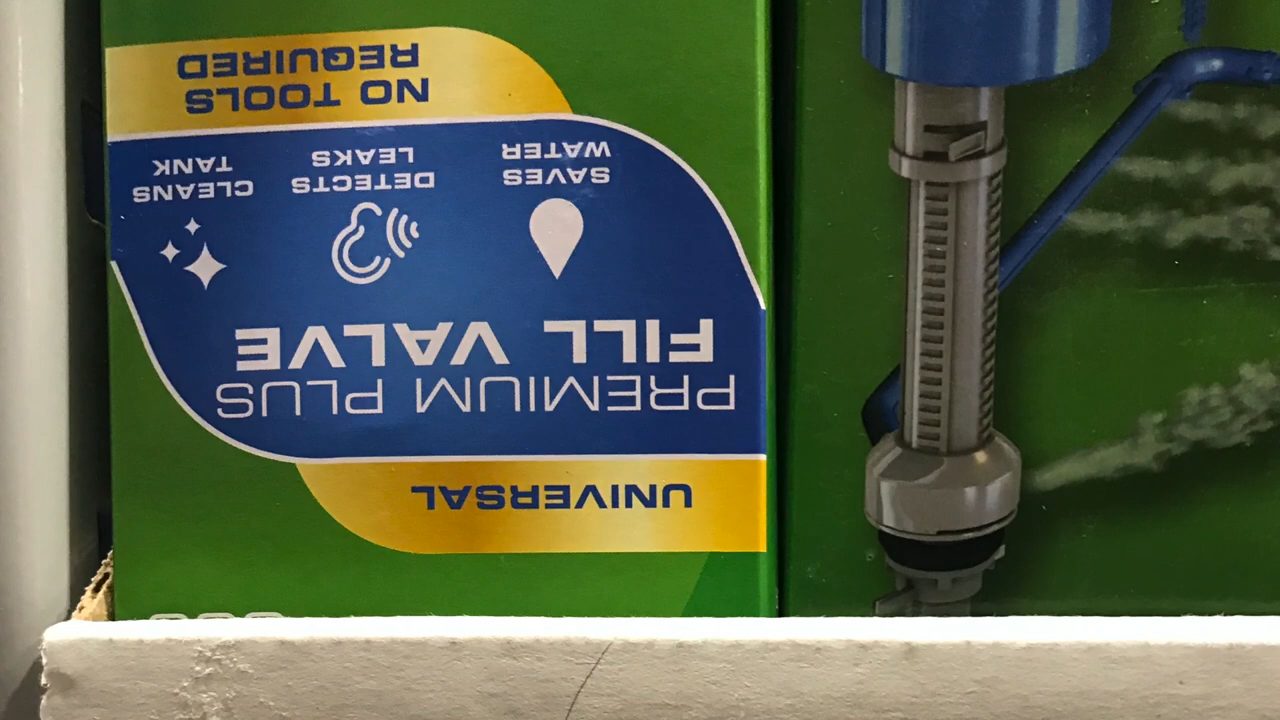 UNIVERSAL
PREMIUM PLUS
FILL VALVE
SAVES
WATER
DETECTS
LEAKS
CLEANS
TANK
NO TOOLS
REQUIRED